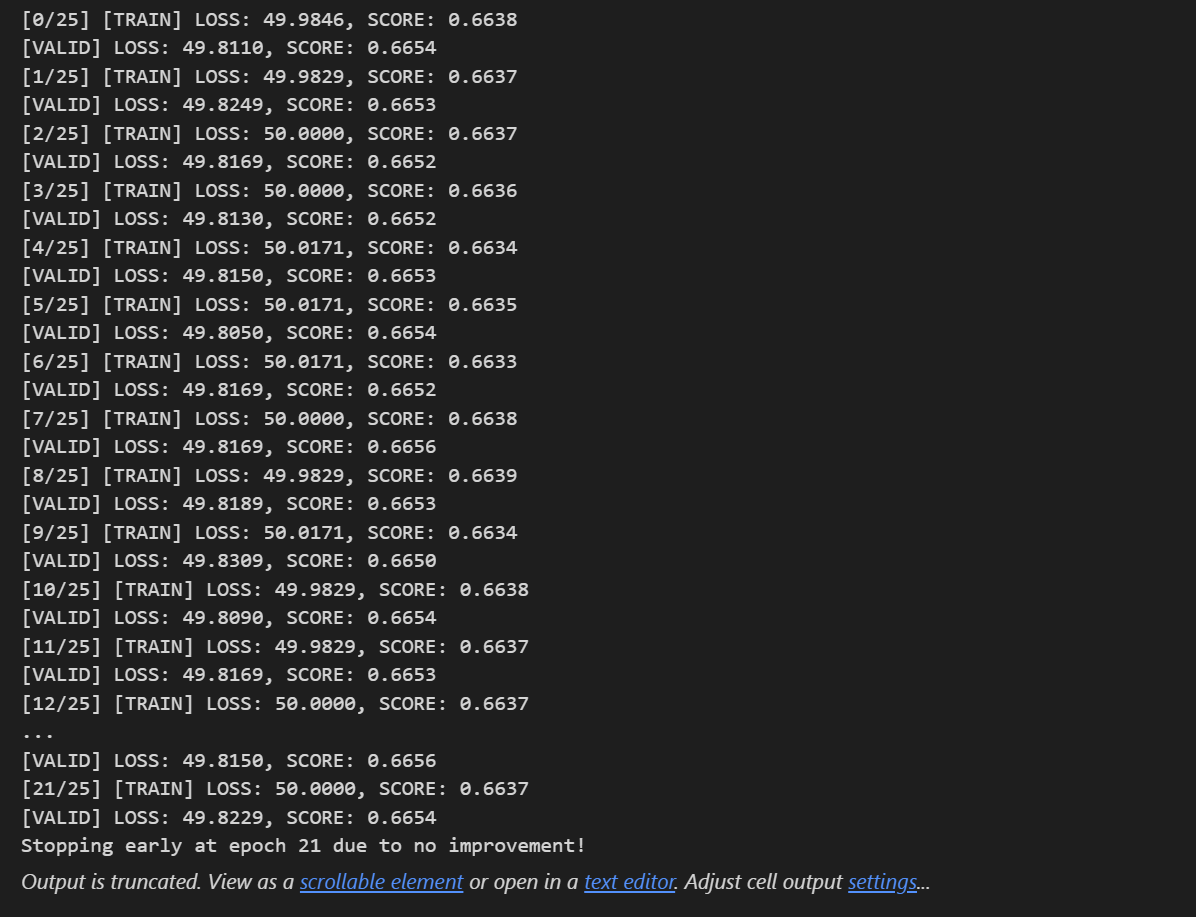 [0/25] [TRAIN] LOSS: 49.9846, SCORE: 0.6638
[VALID] LOSS: 49.8110, SCORE: 0.6654
[1/25] [TRAIN] LOSS: 49.9829, SCORE: 0.6637
[VALID] LOSS: 49.8249, SCORE: 0.6653
[2/25] [TRAIN] LOSS: 50.0000, SCORE: 0.6637
[VALID] LOSS: 49.8169, SCORE: 0.6652
[3/25] [TRAIN] LOSS: 50.0000, SCORE: 0.6636
[VALID] LOSS: 49.8130, SCORE: 0.6652
[4/25] [TRAIN] LOSS: 50.0171, SCORE: 0.6634
[VALID] LOSS: 49.8150, SCORE: 0.6653
[5/25] [TRAIN] LOSS: 50.0171, SCORE: 0.6635
[VALID] LOSS: 49.8050, SCORE: 0.6654
[6/25] [TRAIN] LOSS: 50.0171, SCORE: 0.6633
[VALID] LOSS: 49.8169, SCORE: 0.6652
[7/25] [TRAIN] LOSS: 50.0000, SCORE: 0.6638
[VALID] LOSS: 49.8169, SCORE: 0.6656
[8/25] [TRAIN] LOSS: 49.9829, SCORE: 0.6639
[VALID] LOSS: 49.8189, SCORE: 0.6653
[9/25] [TRAIN] LOSS: 50.0171, SCORE: 0.6634
[VALID] LOSS: 49.8309, SCORE: 0.6650
[10/25] [TRAIN] LOSS: 49.9829, SCORE: 0.6638
[VALID] LOSS: 49.8090, SCORE: 0.6654
[11/25] [TRAIN] LOSS: 49.9829, SCORE: 0.6637
[VALID] LOSS: 49.8169, SCORE: 0.6653
[12/25] [TRAIN] LOSS: 50.0000, SCORE: 0.6637
...
[VALID] LOSS: 49.8150, SCORE: 0.6656
[21/25] [TRAIN] LOSS: 50.0000, SCORE: 0.6637
[VALID] LOSS: 49.8229, SCORE: 0.6654
Stopping early at epoch 21 due to no improvement!
Output is truncated. View as a scrollable element or open in a text editor. Adjust cell output settings...